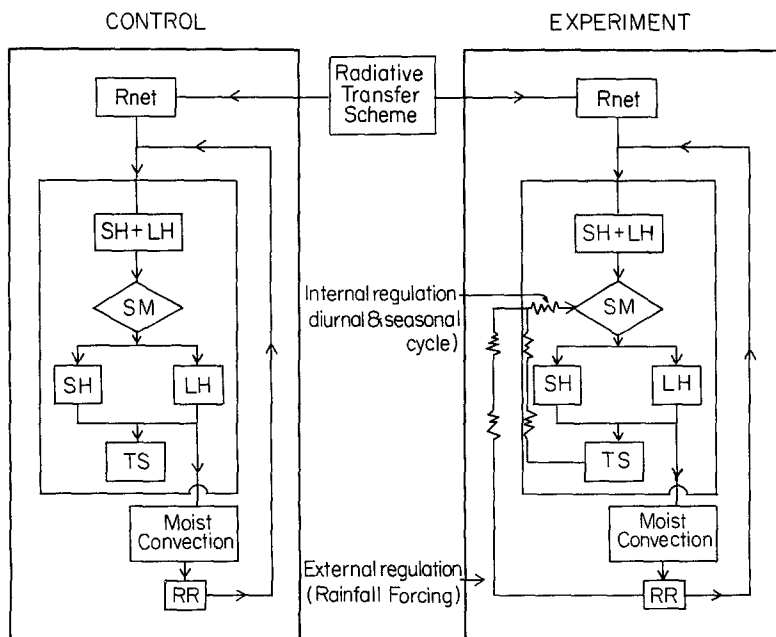 CONTROL
EXPERIMENT
Radiative
Transfer
Scheme
Rnet
SH+LH
SM
SH
LH
TS
Moist
Convection
RR
Internal regulation
diurnal & seasonal
cycle)
External regulation
(Rainfall Forcing)
Rnet
SH+LH
SM
SH
LH
TS
Moist
Convection
RR